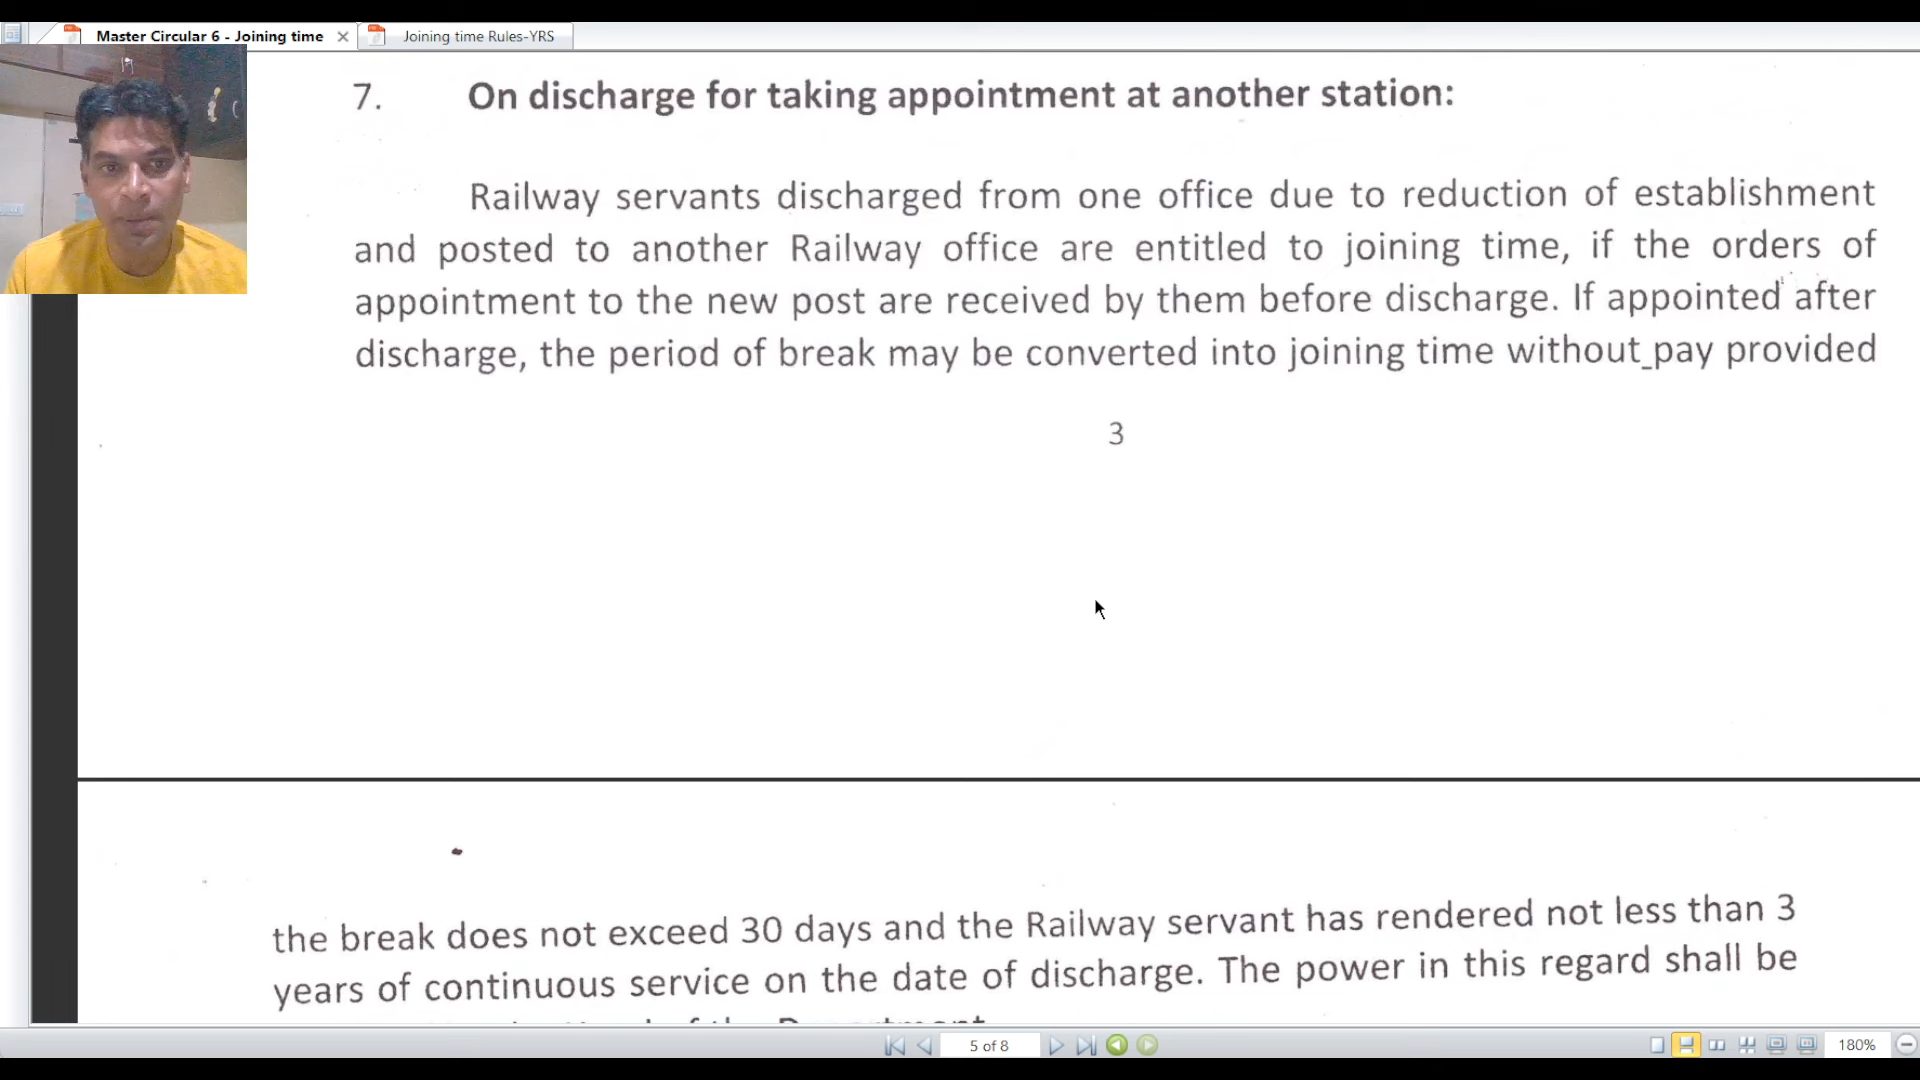 Master Circular 6 - Joining time
Joining time Rules-YRS
7. On discharge for taking appointment at another station:
Railway servants discharged from one office due to reduction of establishment
and posted to another Railway office are entitled to joining time, if the orders of
appointment to the new post are received by them before discharge. If appointed after
discharge, the period of break may be converted into joining time without_pay provided
3
the break does not exceed 30 days and the Railway servant has rendered not less than 3
years of continuous service on the date of discharge. The power in this regard shall be
5 of 8
180%